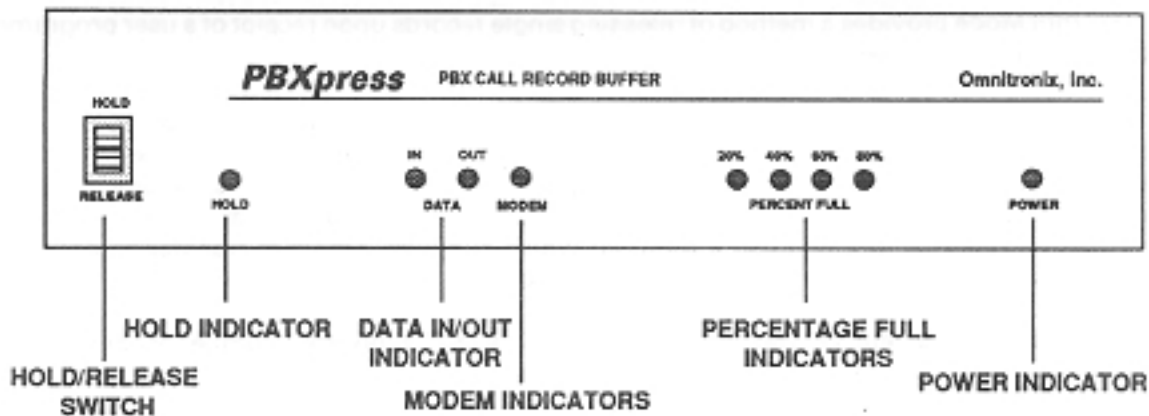 PBXpress PBX CALL RECORD BUFFER Omnitronix, Inc.
HOLD
RELEASE
HOLD
IN OUT
DATA MODEM
20% 40% 60% 80%
PERCENT FULL
POWER
HOLD INDICATOR
DATA IN/OUT
INDICATOR
PERCENTAGE FULL
INDICATORS
HOLD/RELEASE
SWITCH
MODEM INDICATORS
POWER INDICATOR